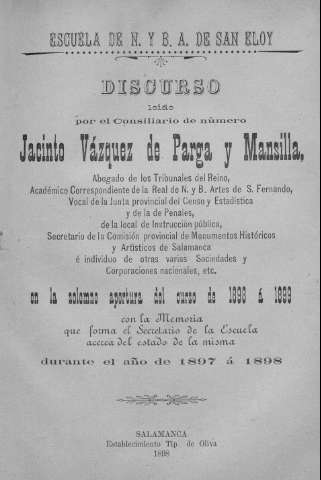 ESCUELA DE N. Y B. A. DE SAN ELOY
DISCURSO
leído
por el Consiliario de número
Jacinto Vázquez de Parga y Mansilla,
Abogado de los Tribunales del Reino,
Académico Correspondiente de la Real de N. y B. Artes de S. Fernando,
Vocal de la Junta provincial del Censo y Estadística
y de la de Penales,
de la local de Instrucción pública,
Secretario de la Comisión provincial de Monumentos Históricos
y Artísticos de Salamanca
é individuo de otras varias Sociedades y
Corporaciones nacionales, etc.
en la solemne apertura del curso de 1898 á 1899
con la Memoria
que forma el Secretario de la Escuela
acerca del estado de la misma
durante el año de 1897 á 1898
SALAMANCA
Establecimiento Tip. de Oliva
1898